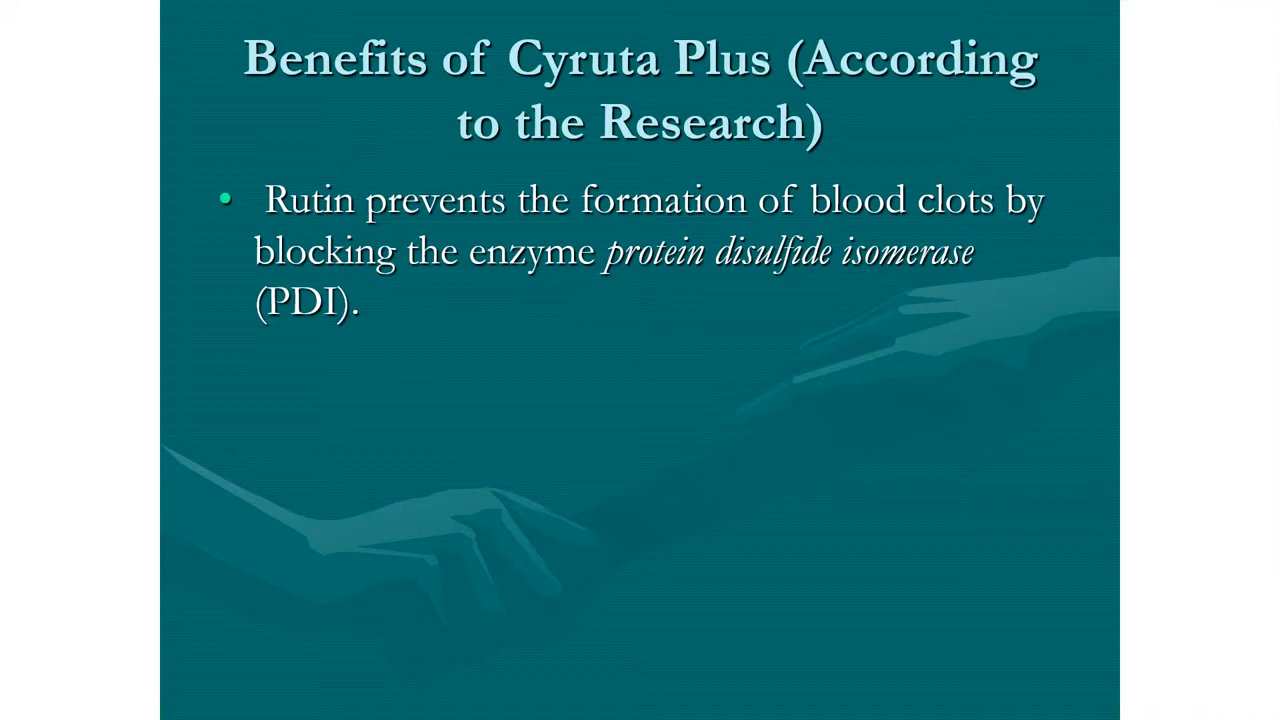 Benefits of Cyruta Plus (According
to the Research)
• Rutin prevents the formation of blood clots by
blocking the enzyme protein disulfide isomerase
(PDI).